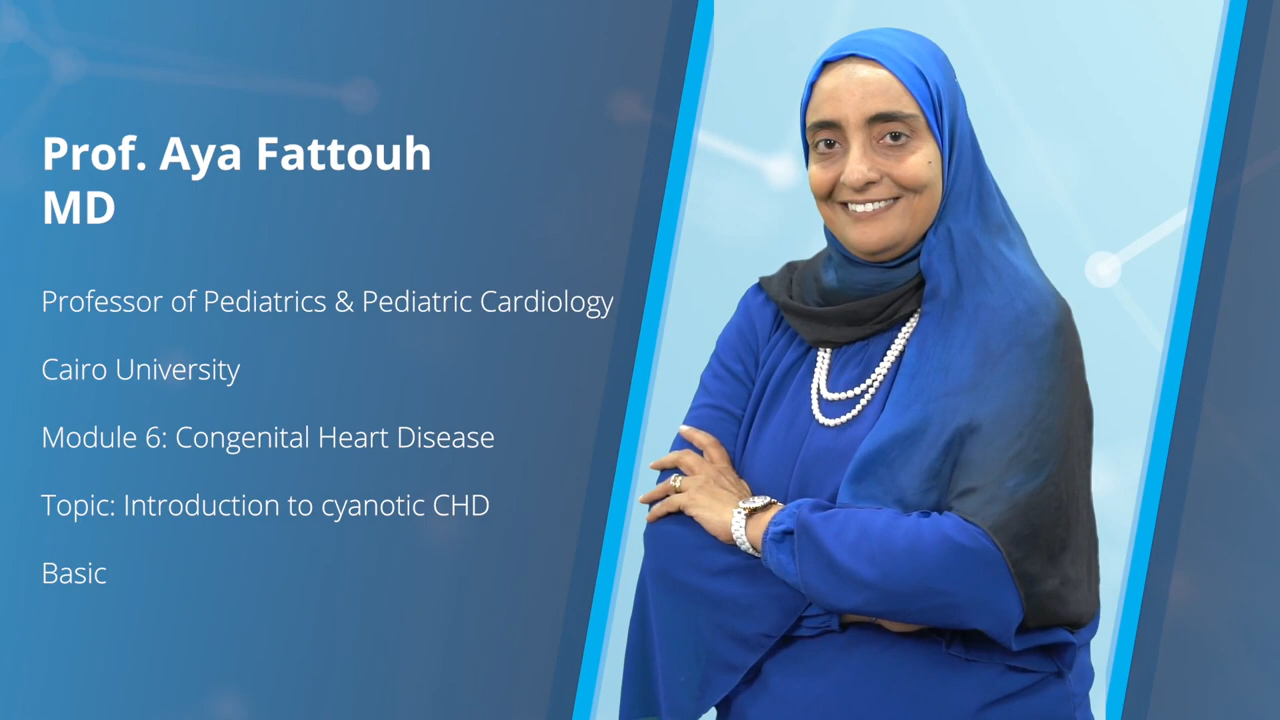 Prof. Aya Fattouh
MD
Professor of Pediatrics & Pediatric Cardiology
Cairo University
Module 6: Congenital Heart Disease
Topic: Introduction to cyanotic CHD
Basic